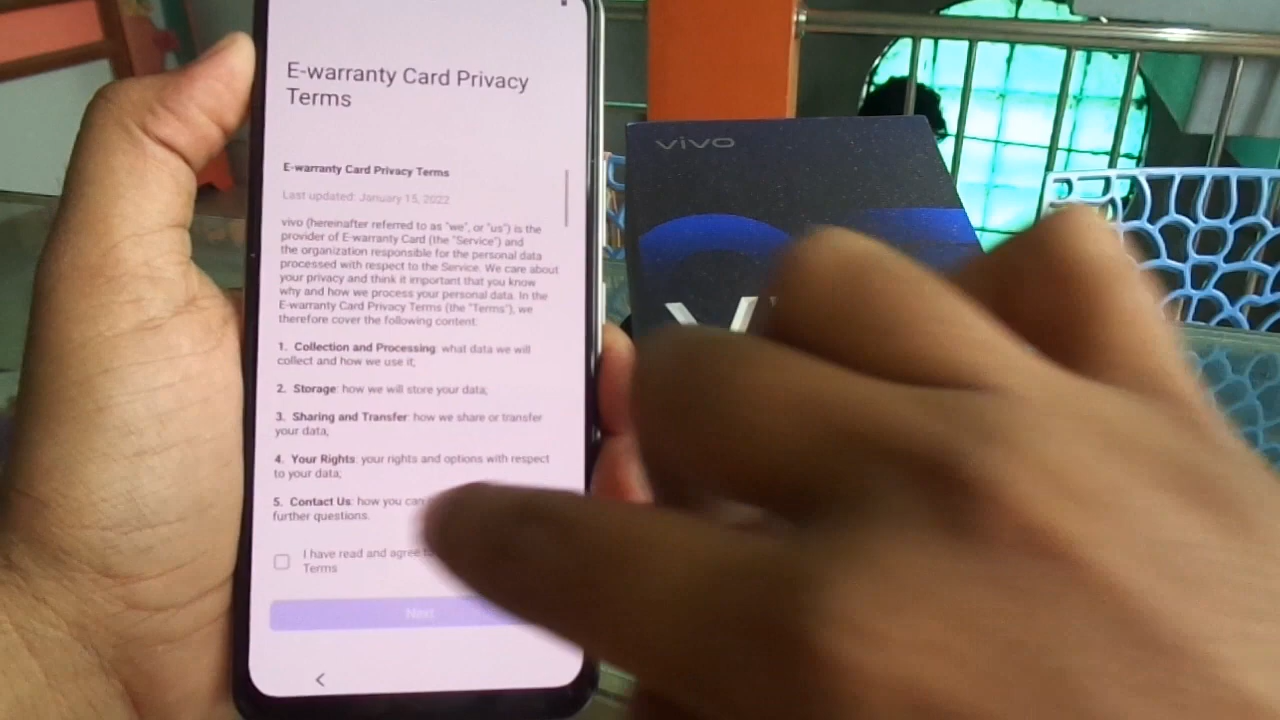 E-warranty Card Privacy
Terms
E-warranty Card Privacy Terms
Last updated: January 15, 2022
vivo (hereinafter referred to as "we", or "us") is the
provider of E-warranty Card (the "Service") and
the organization responsible for the personal data
processed with respect to the Service. We care about
your privacy and think it important that you know
why and how we process your personal data. In the
E-warranty Card Privacy Terms (the "Terms"), we
therefore cover the following content:
1. Collection and Processing: what data we will
collect and how we use it;
2. Storage: how we will store your data;
3. Sharing and Transfer: how we share or transfer
your data;
4. Your Rights: your rights and options with respect
to your data;
5. Contact Us: how you can
further questions.
I have read and agree
Terms
Next
vivo